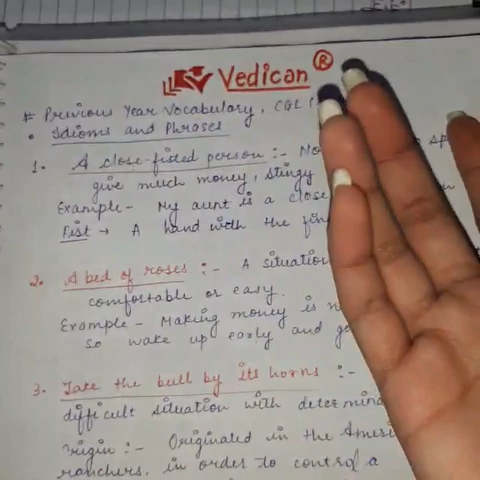 Vedican ®
# Previous Year Vocabulary, CGL
• Idioms and Phrases
1. A close-fisted person :- No
give much money, stingy
Example - My aunt is a close
Fist → A hand with the fin
2. A bed of roses :- A situation
comfortable or easy.
Example - Making money is n
so wake up early and go
3. Take the bull by its horns :-
difficult situation with determina
Origin :- Originated in the Ameri
ranchers, in order to control a